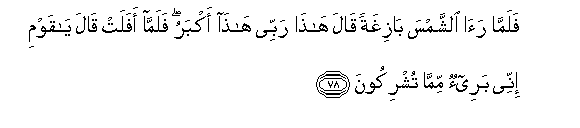 فَلَمَّا رَءَا ٱلشَّمْسَ بَازِغَةً قَالَ هَـٰذَا رَبِّى هَـٰذَآ أَكْبَرُ ۖ فَلَمَّآ أَفَلَتْ قَالَ يَـٰقَوْمِ
إِنِّى بَرِىٓءٌ مِّمَّا تُشْرِكُونَ ﴿٧٨﴾